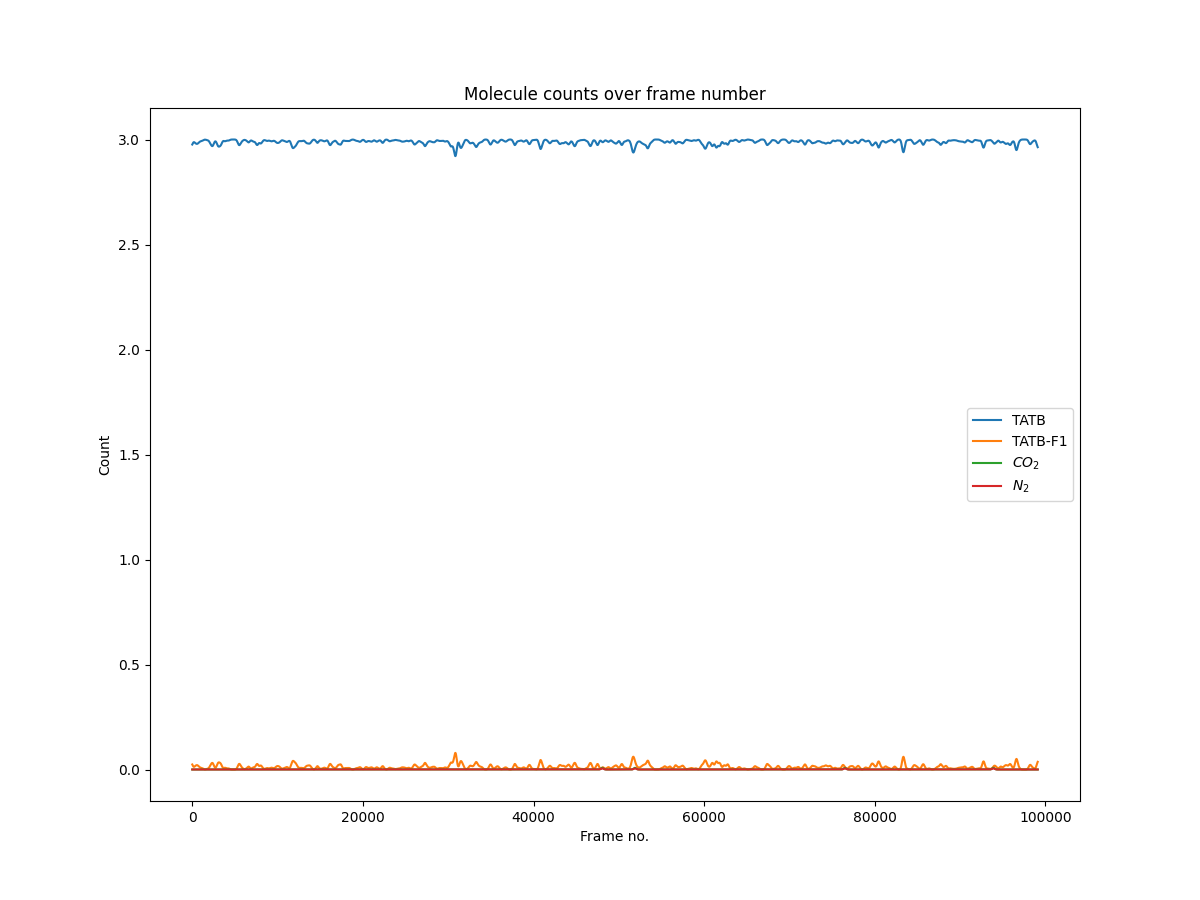 Molecule counts over frame number
3.0
2.5
2.0
1.5
1.0
0.5
0.0
Count
TATB
TATB-F1
CO₂
N₂
0 20000 40000 60000 80000 100000
Frame no.